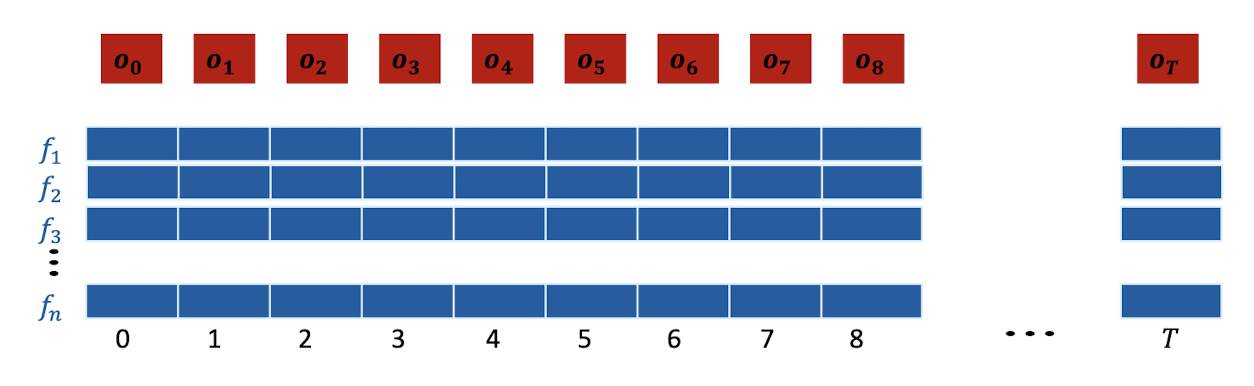 o₀ o₁ o₂ o₃ o₄ o₅ o₆ o₇ o₈ o_T
f₁
f₂
f₃
⋮
fₙ
0 1 2 3 4 5 6 7 8 ⋯ T